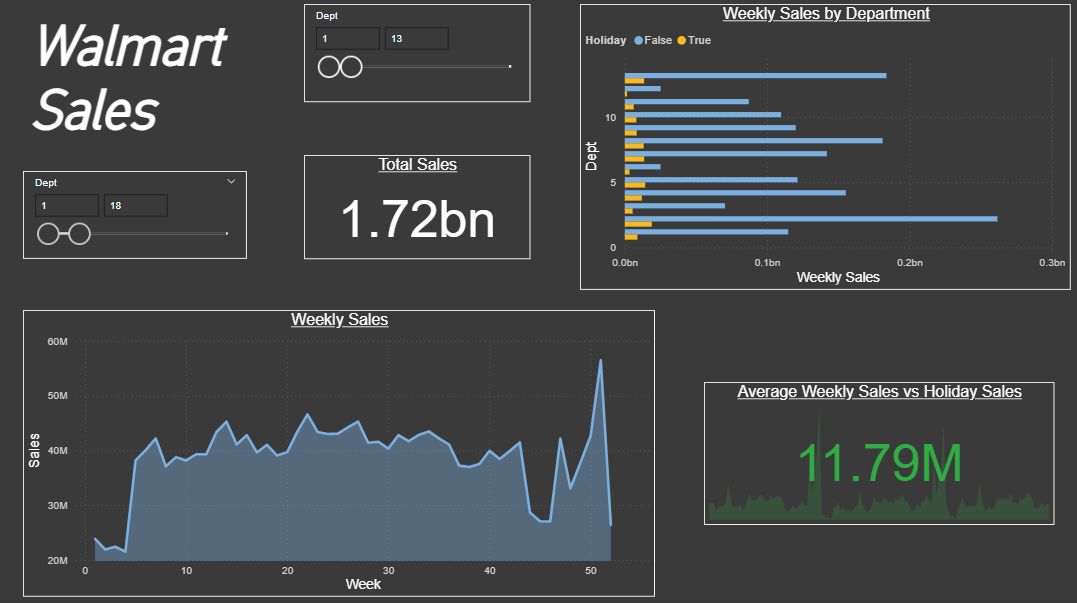 Walmart
Sales
Dept
1 13
Dept
1 18
Total Sales
1.72bn
Weekly Sales by Department
Holiday False True
Dept
10
5
0
0.0bn 0.1bn 0.2bn 0.3bn
Weekly Sales
Weekly Sales
Sales
60M
50M
40M
30M
20M
0 10 20 30 40 50
Week
Average Weekly Sales vs Holiday Sales
11.79M